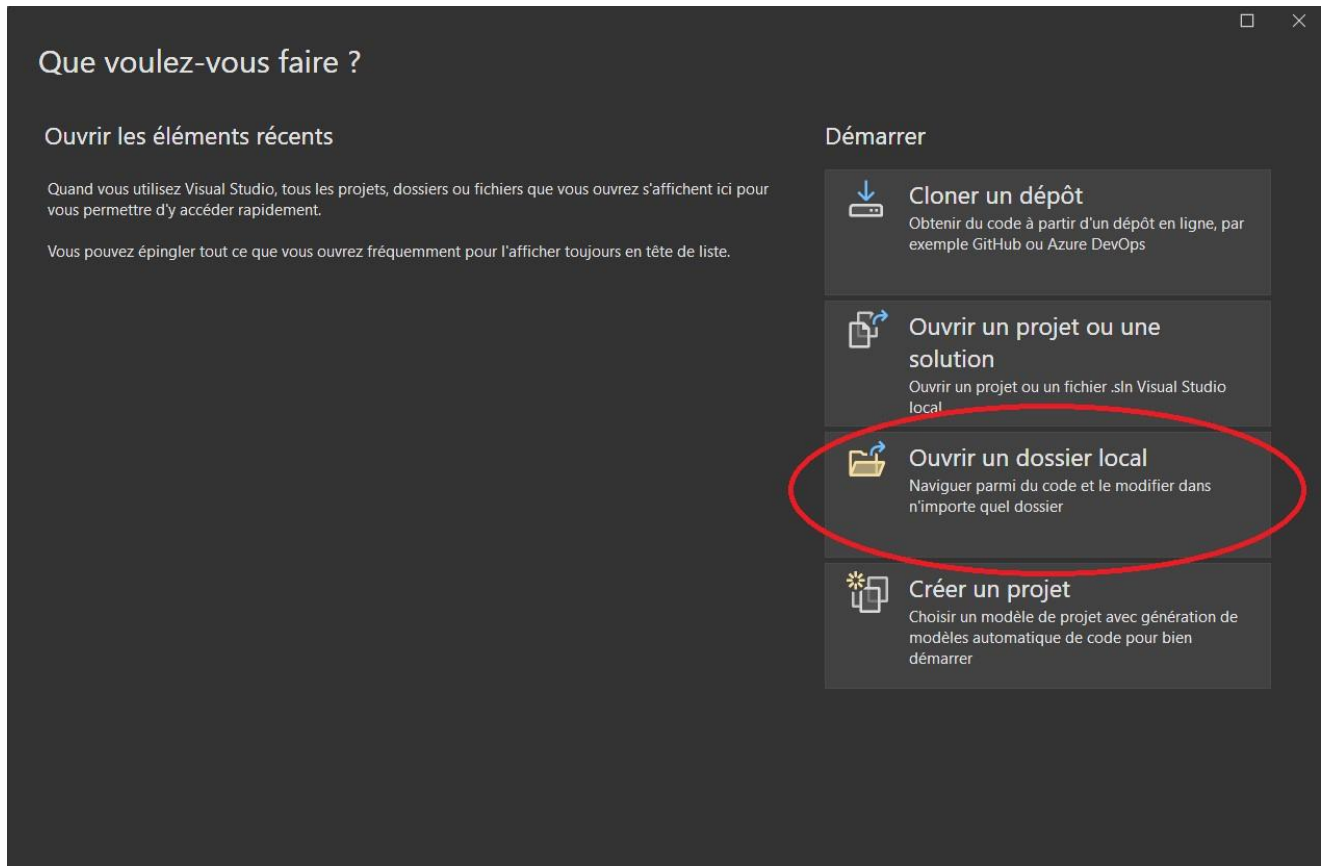 Que voulez-vous faire ?
Ouvrir les éléments récents
Quand vous utilisez Visual Studio, tous les projets, dossiers ou fichiers que vous ouvrez s'affichent ici pour
vous permettre d'y accéder rapidement.
Vous pouvez épingler tout ce que vous ouvrez fréquemment pour l'afficher toujours en tête de liste.
Démarrer
Cloner un dépôt
Obtenir du code à partir d'un dépôt en ligne, par
exemple GitHub ou Azure DevOps
Ouvrir un projet ou une
solution
Ouvrir un projet ou un fichier .sln Visual Studio
local
Ouvrir un dossier local
Naviguer parmi du code et le modifier dans
n'importe quel dossier
Créer un projet
Choisir un modèle de projet avec génération de
modèles automatique de code pour bien
démarrer